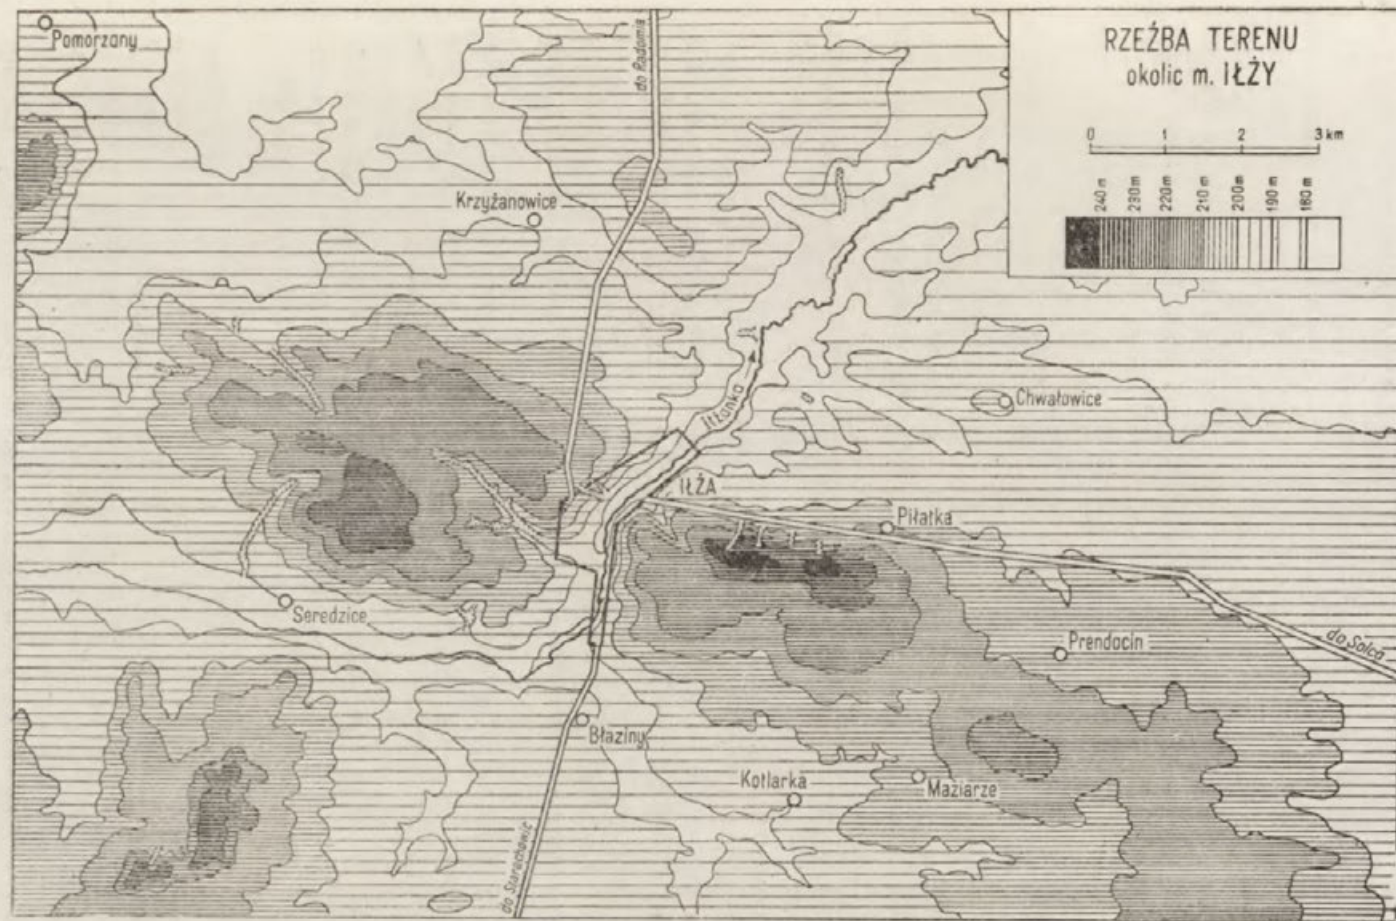 RZEŹBA TERENU
okolic m. IŁŻY
0 1 2 3 km
240 m 230 m 220 m 210 m 200 m 190 m 180 m
Pomorzany
do Radomia
Krzyżanowice
Iłżanka
Chwałowice
IŁŻA
Piłatka
Seredzice
Prendocin
do Solca
Błaziny
Kotlarka
Maziarze
do Starachowic